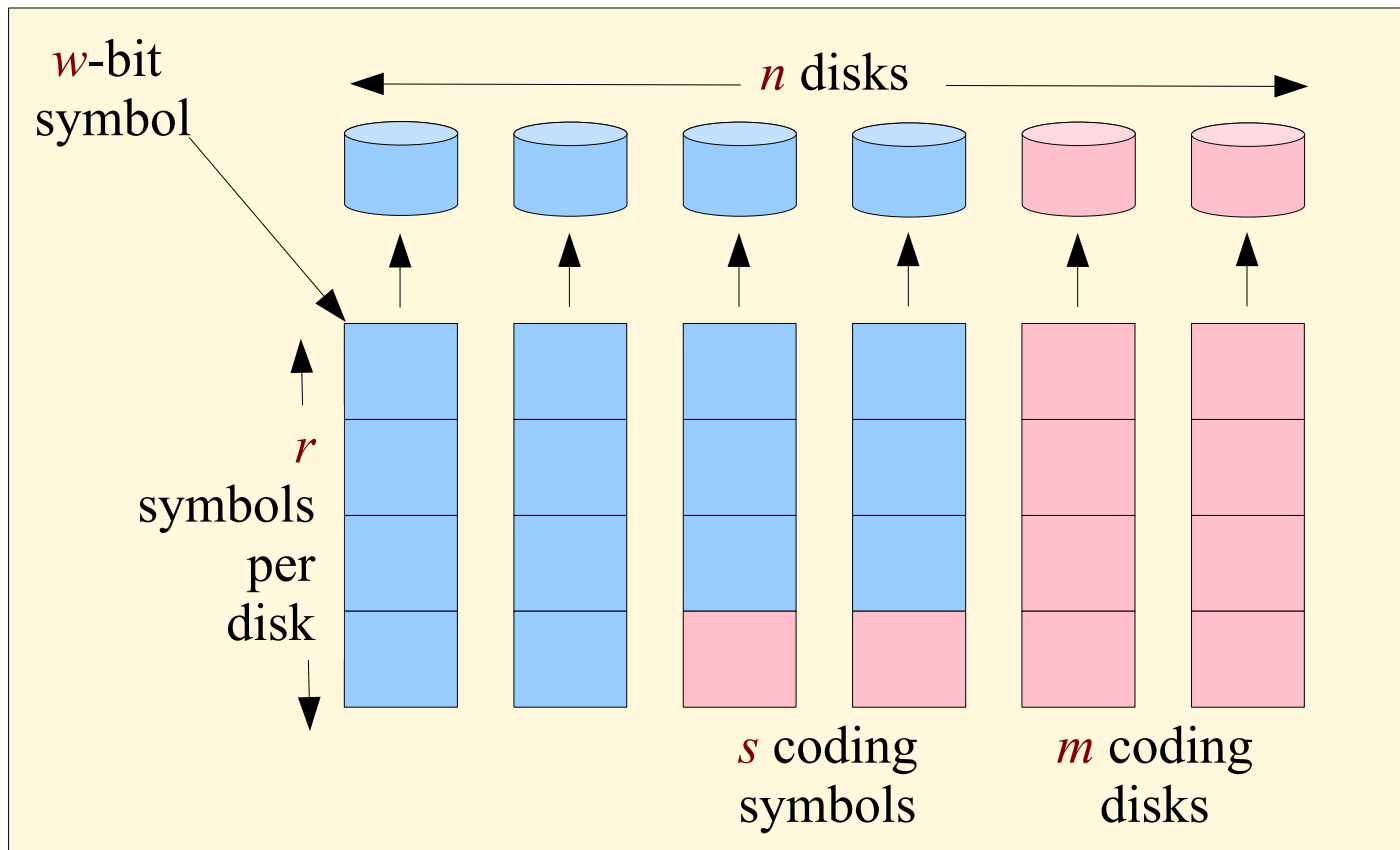 w-bit
symbol
n disks
r
symbols
per
disk
s coding
symbols
m coding
disks